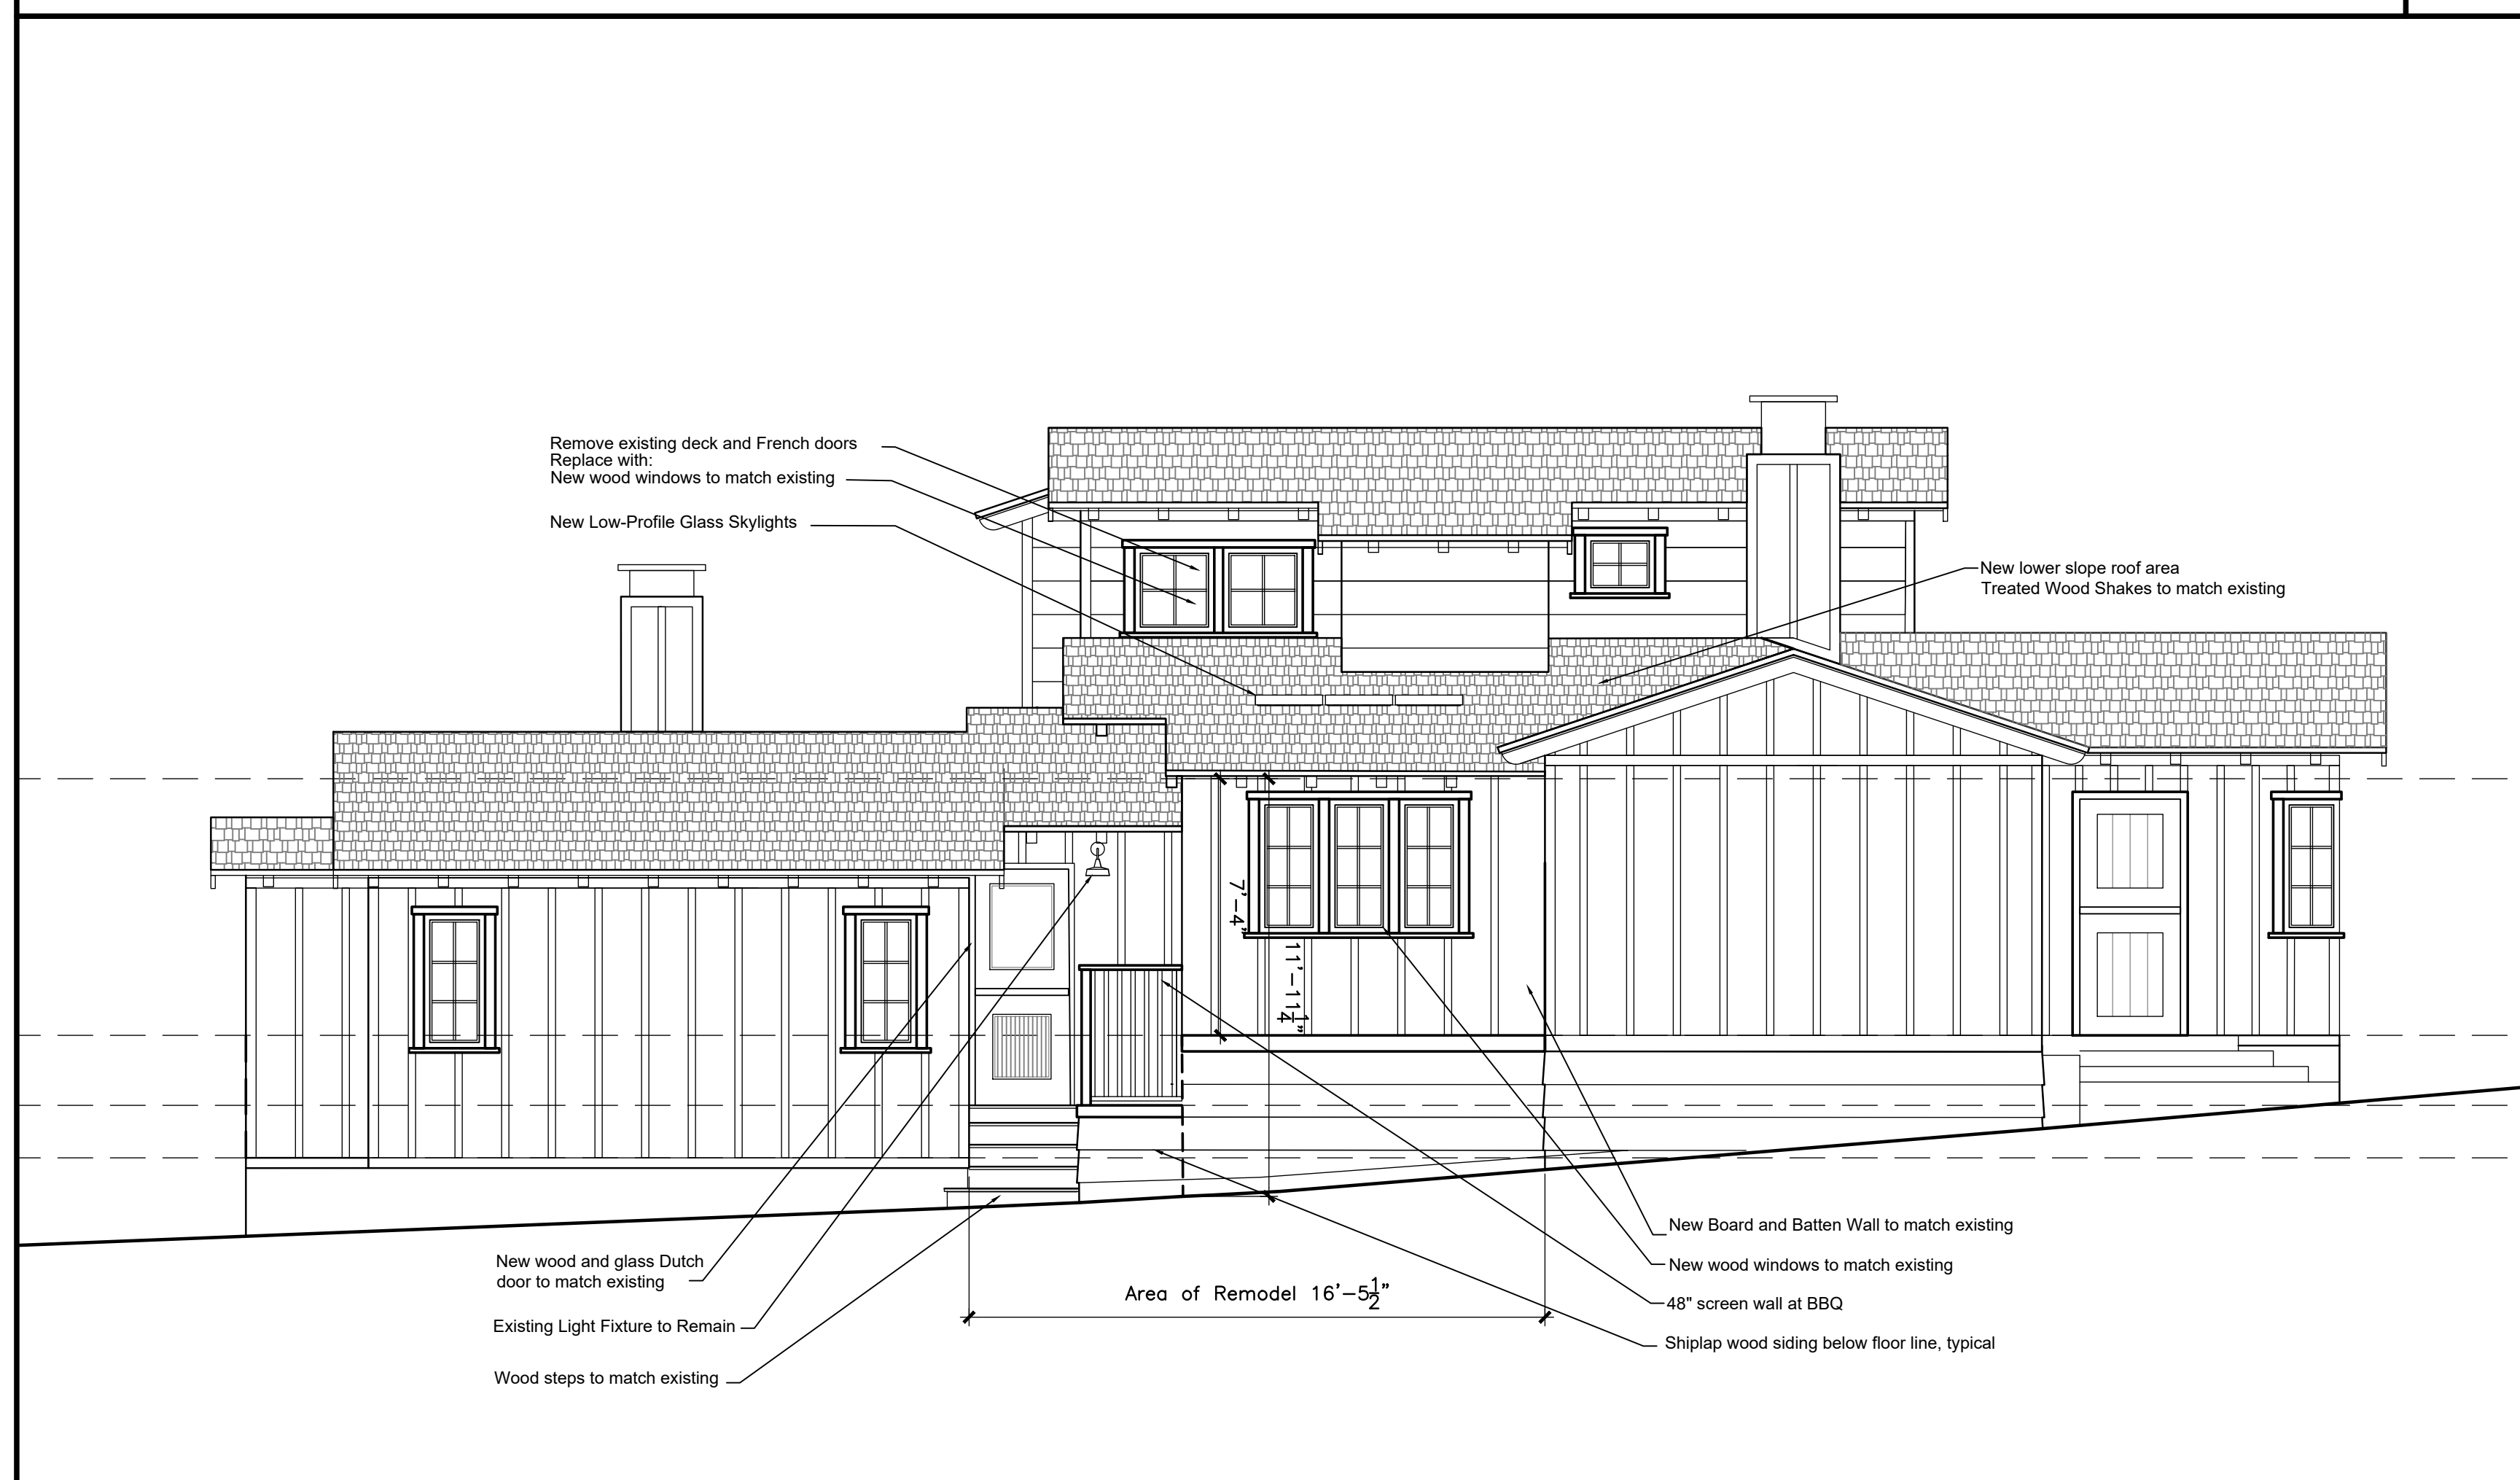 Remove existing deck and French doors
Replace with:
New wood windows to match existing
New Low-Profile Glass Skylights
New lower slope roof area
Treated Wood Shakes to match existing
7'-4"
11'-11 1/4"
New Board and Batten Wall to match existing
New wood and glass Dutch
door to match existing
New wood windows to match existing
Area of Remodel 16'-5 1/2"
48" screen wall at BBQ
Existing Light Fixture to Remain
Shiplap wood siding below floor line, typical
Wood steps to match existing